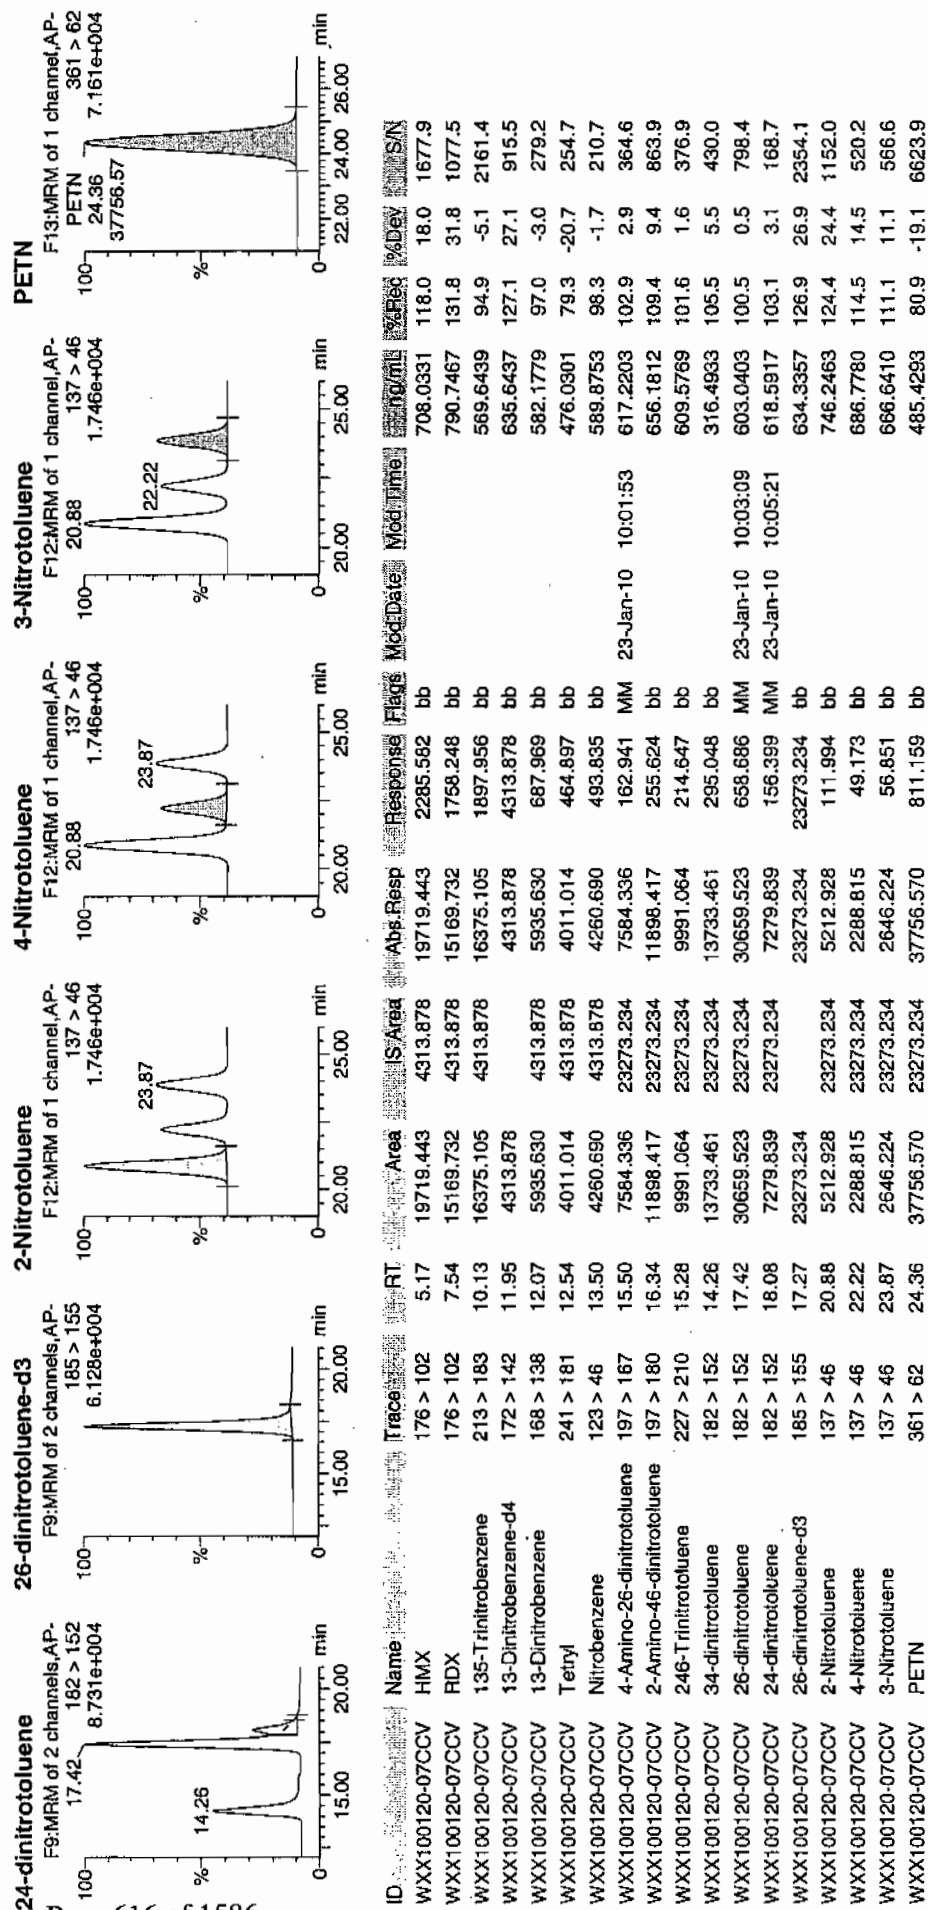 24-dinitrotoluene
F9:MRM of 2 channels,AP-
182 > 152
8.731e+004
17.42
14.26
100
%
0
15.00
20.00
min
26-dinitrotoluene-d3
F9:MRM of 2 channels,AP-
185 > 155
6.128e+004
100
%
0
15.00
20.00
min
2-Nitrotoluene
F12:MRM of 1 channel,AP-
137 > 46
1.746e+004
23.87
100
%
0
20.00
25.00
min
4-Nitrotoluene
F12:MRM of 1 channel,AP-
137 > 46
1.746e+004
20.88
23.87
100
%
0
20.00
25.00
min
3-Nitrotoluene
F12:MRM of 1 channel,AP-
137 > 46
1.746e+004
20.88
22.22
100
%
0
20.00
25.00
min
PETN
F13:MRM of 1 channel,AP-
361 > 62
7.161e+004
PETN
24.36
37756.57
100
%
0
22.00
24.00
26.00
min
ID Name Trace RT Area IS Area Abs.Resp Response Flags Mod.Date Mod.Time ng/mL %Rec %Dev S/N
WXX100120-07CCV HMX 176 > 102 5.17 19719.443 4313.878 19719.443 2285.582 bb 708.0331 118.0 18.0 1677.9
WXX100120-07CCV RDX 176 > 102 7.54 15169.732 4313.878 15169.732 1758.248 bb 790.7467 131.8 31.8 1077.5
WXX100120-07CCV 135-Trinitrobenzene 213 > 183 10.13 16375.105 4313.878 16375.105 1897.956 bb 569.6439 94.9 -5.1 2161.4
WXX100120-07CCV 13-Dinitrobenzene-d4 172 > 142 11.95 4313.878 4313.878 4313.878 bb 635.6437 127.1 27.1 915.5
WXX100120-07CCV 13-Dinitrobenzene 168 > 138 12.07 5935.630 4313.878 5935.630 687.969 bb 582.1779 97.0 -3.0 279.2
WXX100120-07CCV Tetryl 241 > 181 12.54 4011.014 4313.878 4011.014 464.897 bb 476.0301 79.3 -20.7 254.7
WXX100120-07CCV Nitrobenzene 123 > 46 13.50 4260.690 4313.878 4260.690 493.835 bb 589.8753 98.3 -1.7 210.7
WXX100120-07CCV 4-Amino-26-dinitrotoluene 197 > 167 15.50 7584.336 23273.234 7584.336 162.941 MM 23-Jan-10 10:01:53 617.2203 102.9 2.9 364.6
WXX100120-07CCV 2-Amino-46-dinitrotoluene 197 > 180 16.34 11898.417 23273.234 11898.417 255.624 bb 656.1812 109.4 9.4 863.9
WXX100120-07CCV 246-Trinitrotoluene 227 > 210 15.28 9991.064 23273.234 9991.064 214.647 bb 609.5769 101.6 1.6 376.9
WXX100120-07CCV 34-dinitrotoluene 182 > 152 14.26 13733.461 23273.234 13733.461 295.048 bb 316.4933 105.5 5.5 430.0
WXX100120-07CCV 26-dinitrotoluene 182 > 152 17.42 30659.523 23273.234 30659.523 658.686 MM 23-Jan-10 10:03:09 603.0403 100.5 0.5 798.4
WXX100120-07CCV 24-dinitrotoluene 182 > 152 18.08 7279.839 23273.234 7279.839 156.399 MM 23-Jan-10 10:05:21 618.5917 103.1 3.1 168.7
WXX100120-07CCV 26-dinitrotoluene-d3 185 > 155 17.27 23273.234 23273.234 23273.234 bb 634.3357 126.9 26.9 2354.1
WXX100120-07CCV 2-Nitrotoluene 137 > 46 20.88 5212.928 23273.234 5212.928 111.994 bb 746.2463 124.4 24.4 1152.0
WXX100120-07CCV 4-Nitrotoluene 137 > 46 22.22 2288.815 23273.234 2288.815 49.173 bb 686.7780 114.5 14.5 520.2
WXX100120-07CCV 3-Nitrotoluene 137 > 46 23.87 2646.224 23273.234 2646.224 56.851 bb 666.6410 111.1 11.1 566.6
WXX100120-07CCV PETN 361 > 62 24.36 37756.570 23273.234 37756.570 811.159 bb 485.4293 80.9 -19.1 6623.9
616 of 1586